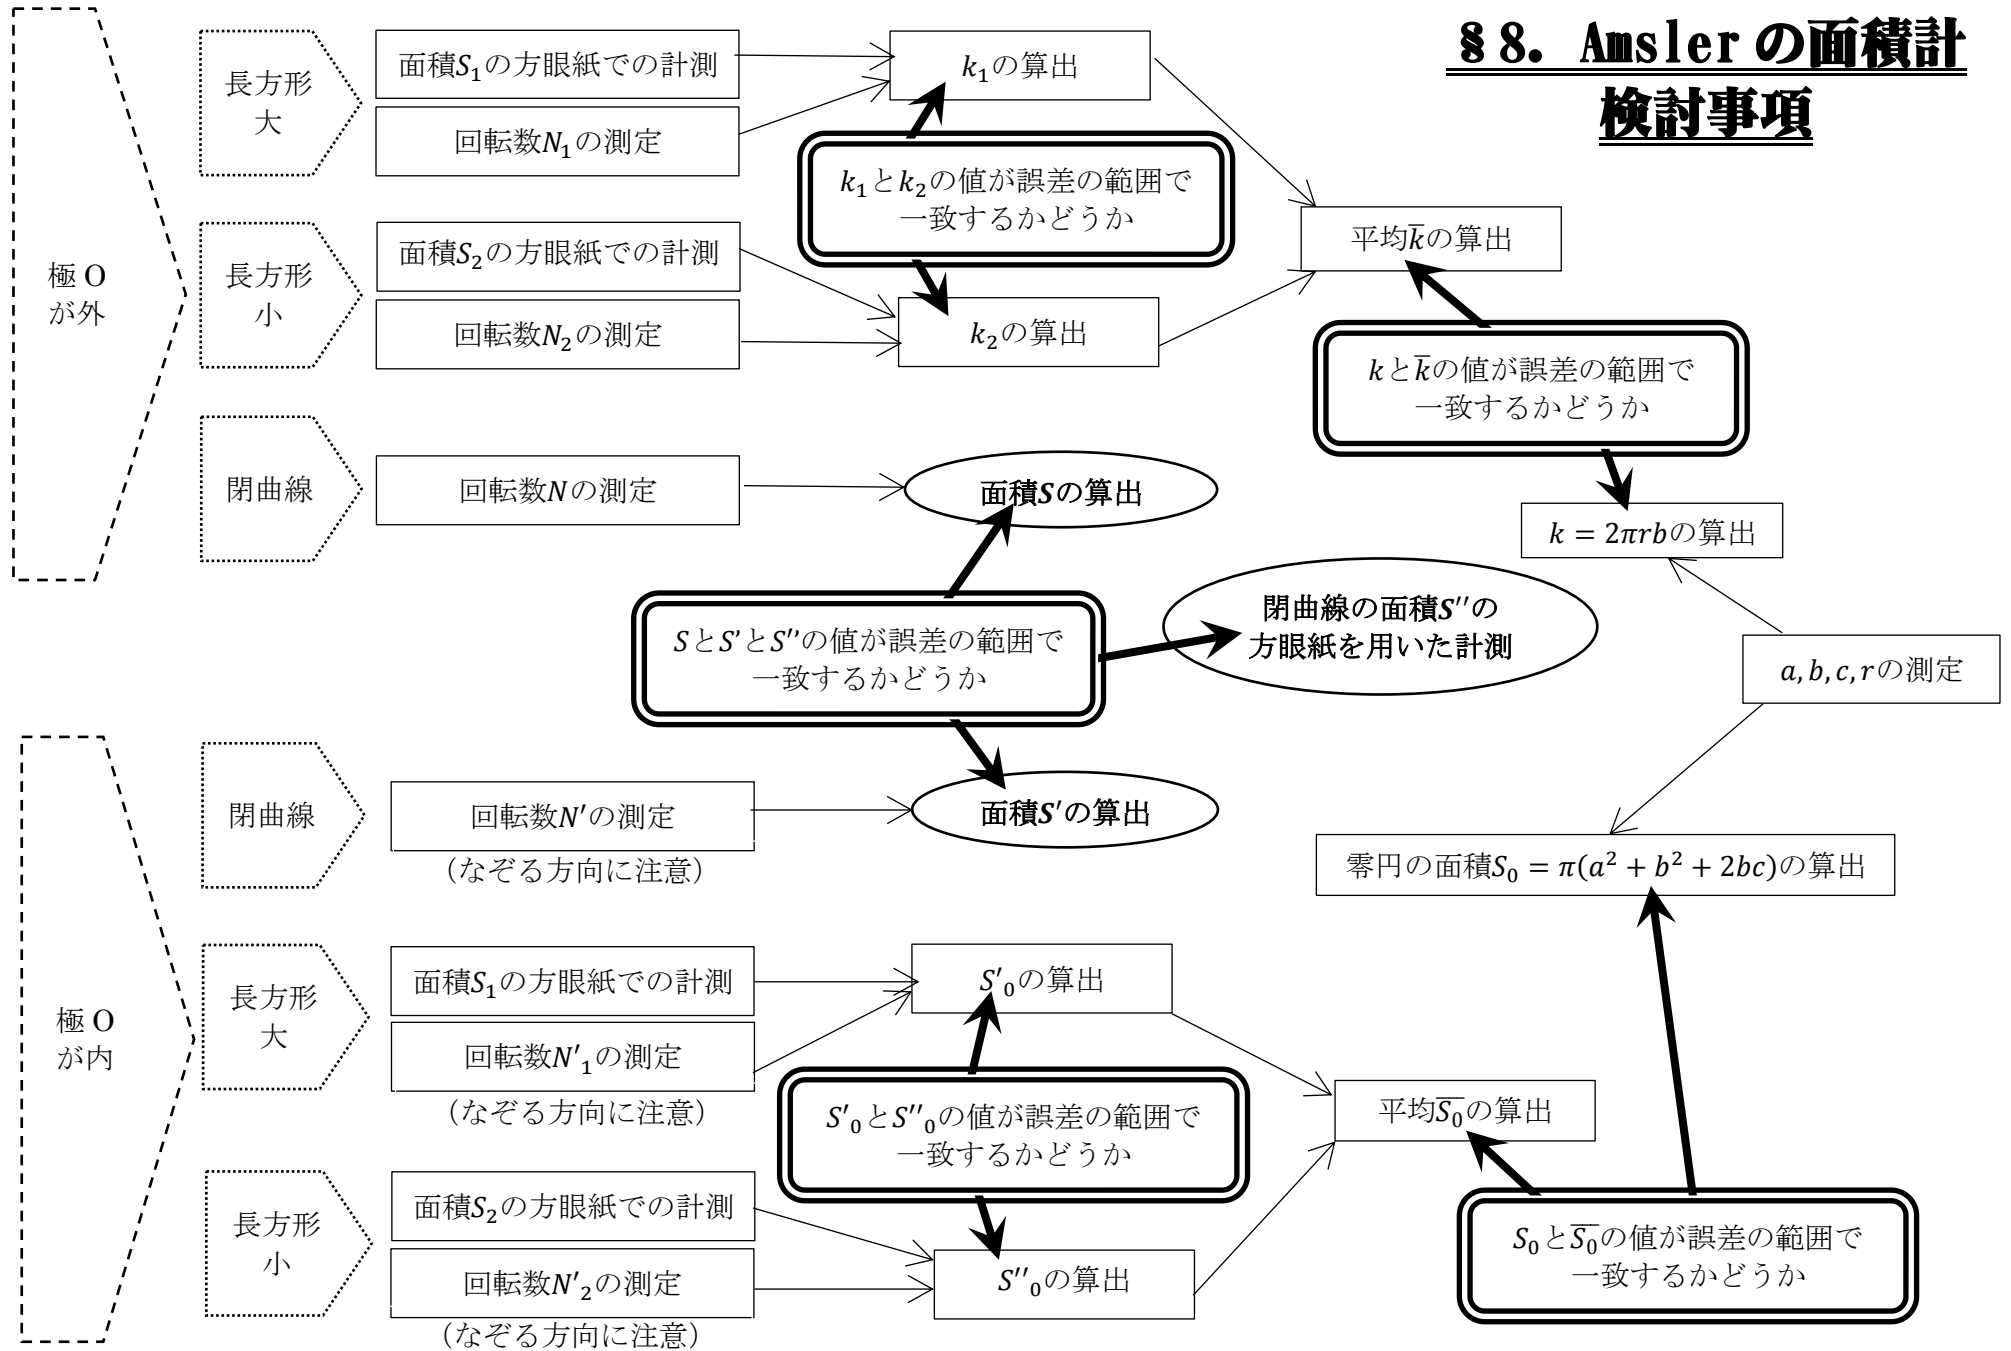 §8. Amslerの面積計
検討事項
極O
が外
長方形
大
面積S₁の方眼紙での計測
回転数N₁の測定
k₁の算出
k₁とk₂の値が誤差の範囲で
一致するかどうか
長方形
小
面積S₂の方眼紙での計測
回転数N₂の測定
k₂の算出
平均k̅の算出
kとk̅の値が誤差の範囲で
一致するかどうか
閉曲線
回転数Nの測定
面積Sの算出
k = 2πrbの算出
SとS'とS''の値が誤差の範囲で
一致するかどうか
閉曲線の面積S''の
方眼紙を用いた計測
a, b, c, rの測定
極O
が内
閉曲線
回転数N'の測定
(なぞる方向に注意)
面積S'の算出
零円の面積S₀ = π(a² + b² + 2bc)の算出
長方形
大
面積S₁の方眼紙での計測
回転数N'₁の測定
(なぞる方向に注意)
S'₀の算出
S'₀とS''₀の値が誤差の範囲で
一致するかどうか
平均S̅₀の算出
長方形
小
面積S₂の方眼紙での計測
回転数N'₂の測定
(なぞる方向に注意)
S''₀の算出
S₀とS̅₀の値が誤差の範囲で
一致するかどうか